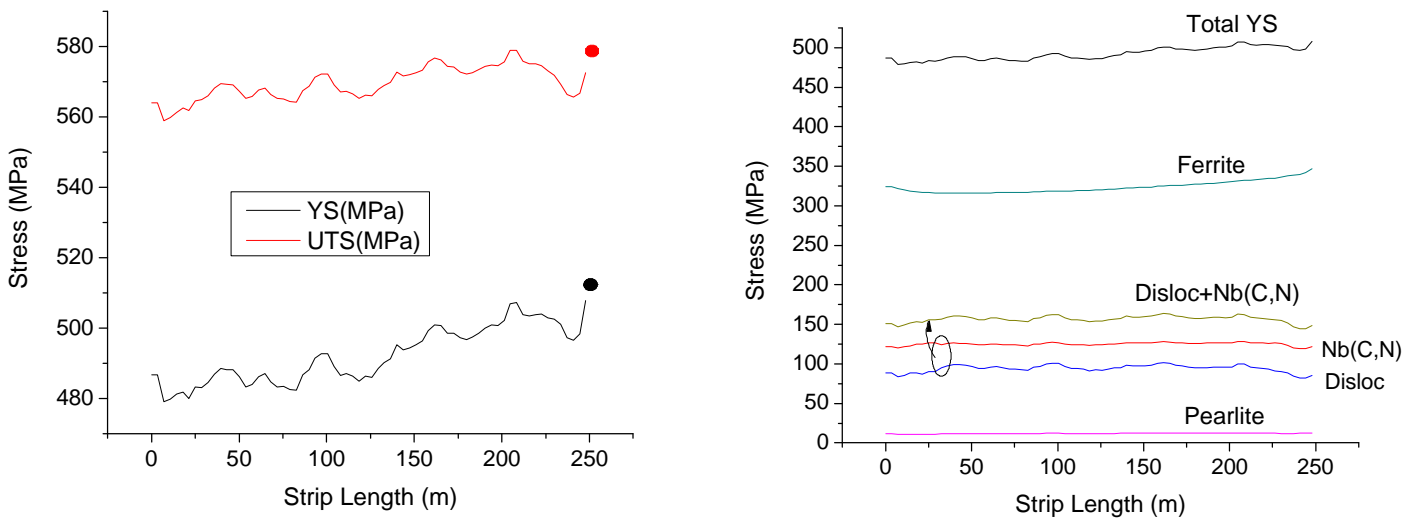 580
560
540
520
500
480
Stress (MPa)
YS(MPa)
UTS(MPa)
0
50
100
150
200
250
Strip Length (m)
500
450
400
350
300
250
200
150
100
50
0
Stress (MPa)
Total YS
Ferrite
Disloc+Nb(C,N)
Nb(C,N)
Disloc
Pearlite
0
50
100
150
200
250
Strip Length (m)